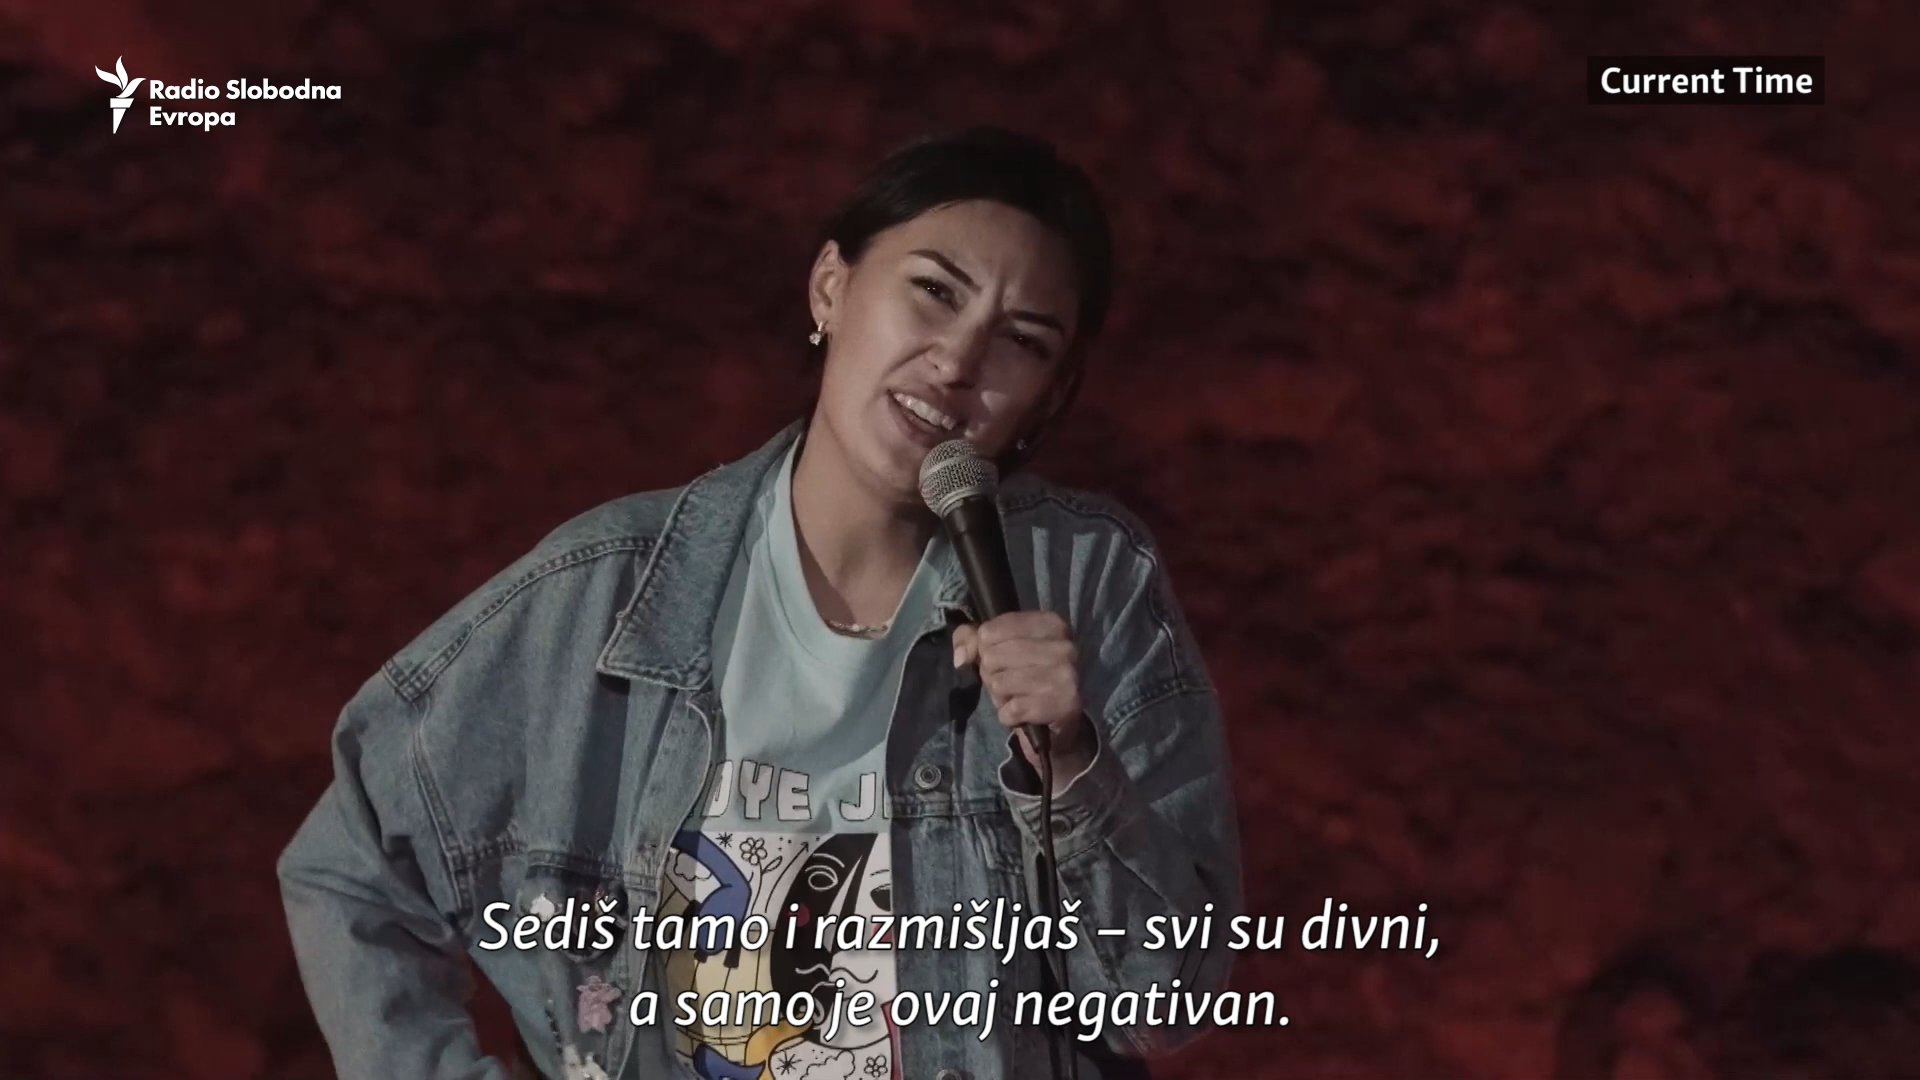 Radio Slobodna
Evropa
Current Time
Sediš tamo i razmišljaš – svi su divni,
a samo je ovaj negativan.